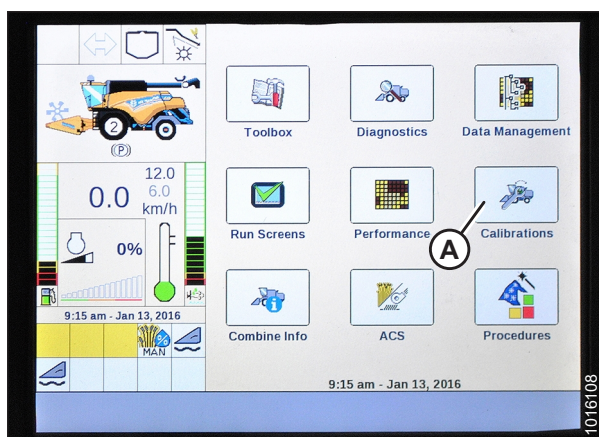 Toolbox
Diagnostics
Data Management
Run Screens
Performance
Calibrations
A
Combine Info
ACS
Procedures
9:15 am - Jan 13, 2016
2
(P)
12.0
6.0
0.0
km/h
0%
9:15 am - Jan 13, 2016
%
MAN
1016108